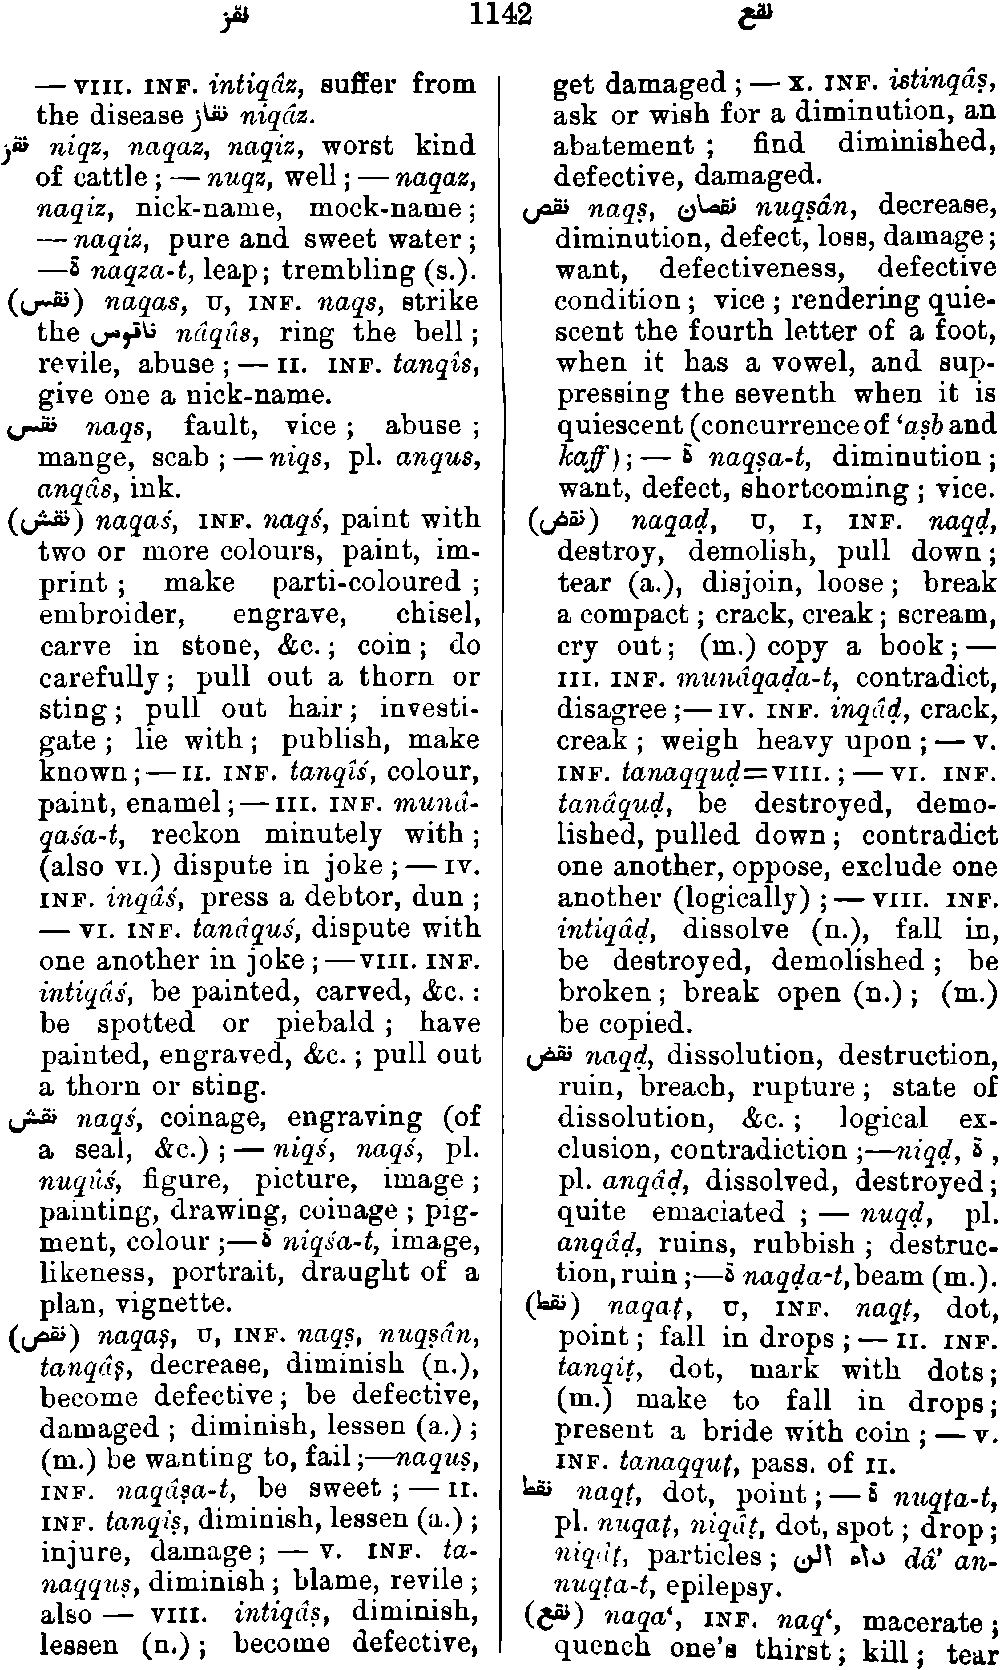 نقز 1142 نقع
— VIII. INF. intiqâz, suffer from
the disease نقاز niqâz.
نقز niqz, naqaz, naqiz, worst kind
of cattle ; — nuqz, well ; — naqaz,
naqiz, nick-name, mock-name ;
— naqiz, pure and sweet water ;
—ة naqza-t, leap ; trembling (s.).
(نقس) naqas, U, INF. naqs, strike
the ناقوس nâqûs, ring the bell ;
revile, abuse ; — II. INF. tanqîs,
give one a nick-name.
نقس naqs, fault, vice ; abuse ;
mange, scab ; — niqs, pl. anqus,
anqâs, ink.
(نقش) naqaś, INF. naqś, paint with
two or more colours, paint, im-
print ; make parti-coloured ;
embroider, engrave, chisel,
carve in stone, &c. ; coin ; do
carefully ; pull out a thorn or
sting ; pull out hair ; investi-
gate ; lie with ; publish, make
known ; — II. INF. tanqîś, colour,
paint, enamel ; — III. INF. munâ-
qaśa-t, reckon minutely with ;
(also VI.) dispute in joke ; — IV.
INF. inqâś, press a debtor, dun ;
— VI. INF. tanâquś, dispute with
one another in joke ; — VIII. INF.
intiqâś, be painted, carved, &c. :
be spotted or piebald ; have
painted, engraved, &c. ; pull out
a thorn or sting.
نقش naqś, coinage, engraving (of
a seal, &c.) ; — niqś, naqś, pl.
nuqûś, figure, picture, image ;
painting, drawing, coinage ; pig-
ment, colour ;—ة niqśa-t, image,
likeness, portrait, draught of a
plan, vignette.
(نقص) naqaṣ, U, INF. naqṣ, nuqṣân,
tanqâṣ, decrease, diminish (n.),
become defective ; be defective,
damaged ; diminish, lessen (a.) ;
(m.) be wanting to, fail ;—naquṣ,
INF. naqâṣa-t, be sweet ; — II.
INF. tanqîṣ, diminish, lessen (a.) ;
injure, damage ; — V. INF. ta-
naqquṣ, diminish ; blame, revile ;
also — VIII. intiqâṣ, diminish,
lessen (n.) ; become defective,
get damaged ; — X. INF. istinqâṣ,
ask or wish for a diminution, an
abatement ; find diminished,
defective, damaged.
نقص naqṣ, نقصان nuqṣân, decrease,
diminution, defect, loss, damage ;
want, defectiveness, defective
condition ; vice ; rendering quie-
scent the fourth letter of a foot,
when it has a vowel, and sup-
pressing the seventh when it is
quiescent (concurrence of ‘aṣb and
kaff) ; — ة naqṣa-t, diminution ;
want, defect, shortcoming ; vice.
(نقض) naqaḍ, U, I, INF. naqḍ,
destroy, demolish, pull down ;
tear (a.), disjoin, loose ; break
a compact ; crack, creak ; scream,
cry out ; (m.) copy a book ; —
III. INF. munâqaḍa-t, contradict,
disagree ;—IV. INF. inqâḍ, crack,
creak ; weigh heavy upon ; — V.
INF. tanaqquḍ=VIII. ; — VI. INF.
tanâquḍ, be destroyed, demo-
lished, pulled down ; contradict
one another, oppose, exclude one
another (logically) ; — VIII. INF.
intiqâḍ, dissolve (n.), fall in,
be destroyed, demolished ; be
broken ; break open (n.) ; (m.)
be copied.
نقض naqḍ, dissolution, destruction,
ruin, breach, rupture ; state of
dissolution, &c. ; logical ex-
clusion, contradiction ;—niqḍ, ة ,
pl. anqâḍ, dissolved, destroyed ;
quite emaciated ; — nuqḍ, pl.
anqâḍ, ruins, rubbish ; destruc-
tion, ruin ;—ة naqḍa-t, beam (m.).
(نقط) naqaṭ, U, INF. naqṭ, dot,
point ; fall in drops ; — II. INF.
tanqîṭ, dot, mark with dots ;
(m.) make to fall in drops ;
present a bride with coin ; — V.
INF. tanaqquṭ, pass. of II.
نقط naqṭ, dot, point ; — ة nuqṭa-t,
pl. nuqaṭ, niqâṭ, dot, spot ; drop ;
niqâṭ, particles ; داء الن dâ’ an-
nuqṭa-t, epilepsy.
(نقع) naqa‘, INF. naq‘, macerate ;
quench one's thirst ; kill ; tear